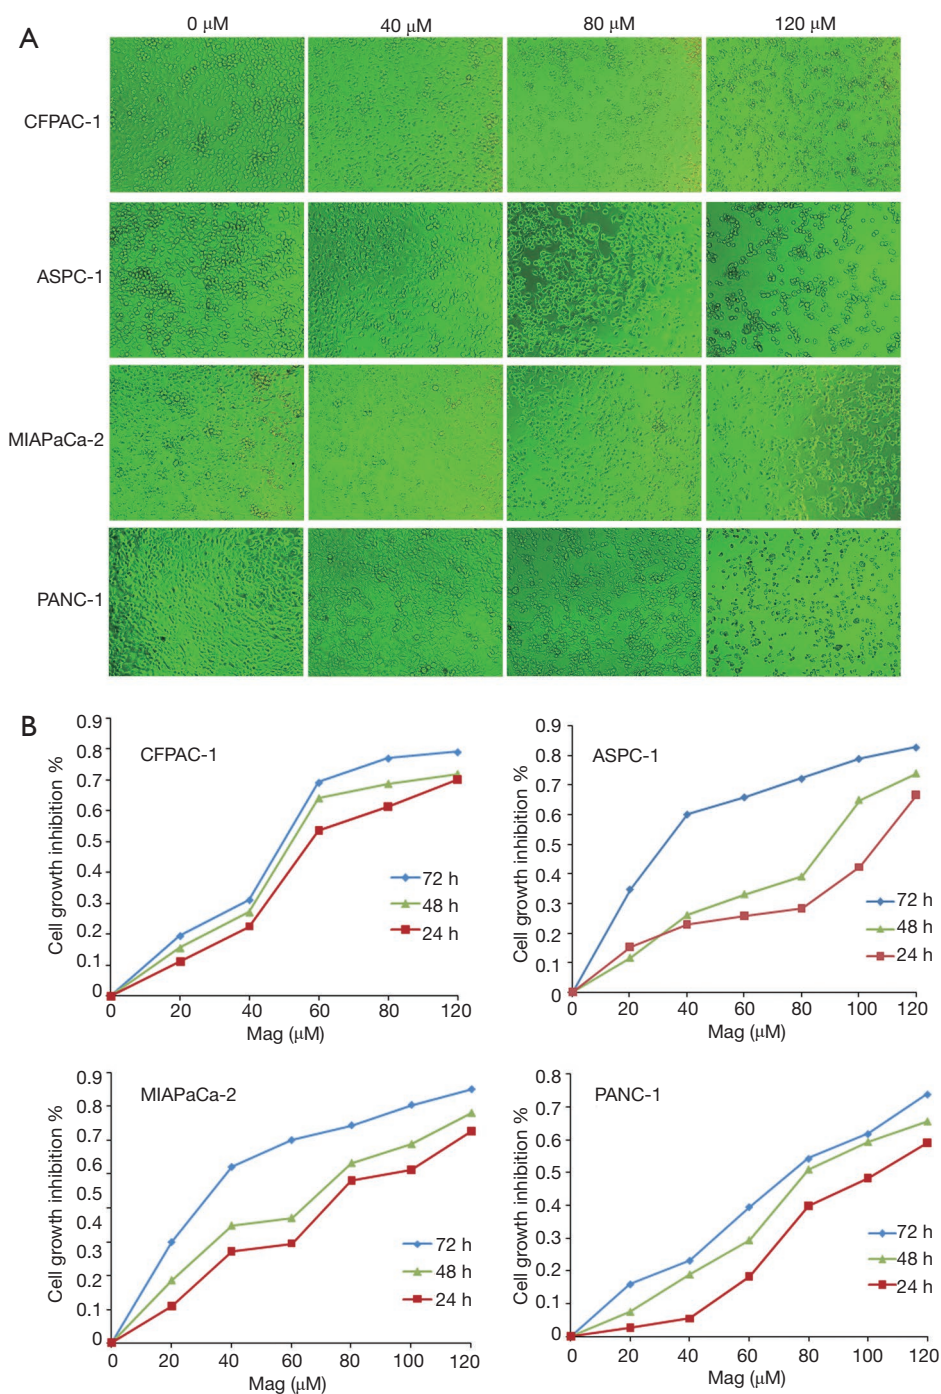 A
0 µM 40 µM 80 µM 120 µM
CFPAC-1
ASPC-1
MIAPaCa-2
PANC-1
B
CFPAC-1
Cell growth inhibition %
0.9
0.8
0.7
0.6
0.5
0.4
0.3
0.2
0.1
0
72 h
48 h
24 h
0 20 40 60 80 120
Mag (µM)
ASPC-1
Cell growth inhibition %
0.9
0.8
0.7
0.6
0.5
0.4
0.3
0.2
0.1
0
72 h
48 h
24 h
0 20 40 60 80 100 120
Mag (µM)
MIAPaCa-2
Cell growth inhibition %
0.9
0.8
0.7
0.6
0.5
0.4
0.3
0.2
0.1
0
72 h
48 h
24 h
0 20 40 60 80 100 120
Mag (µM)
PANC-1
Cell growth inhibition %
0.8
0.7
0.6
0.5
0.4
0.3
0.2
0.1
0
72 h
48 h
24 h
0 20 40 60 80 100 120
Mag (µM)